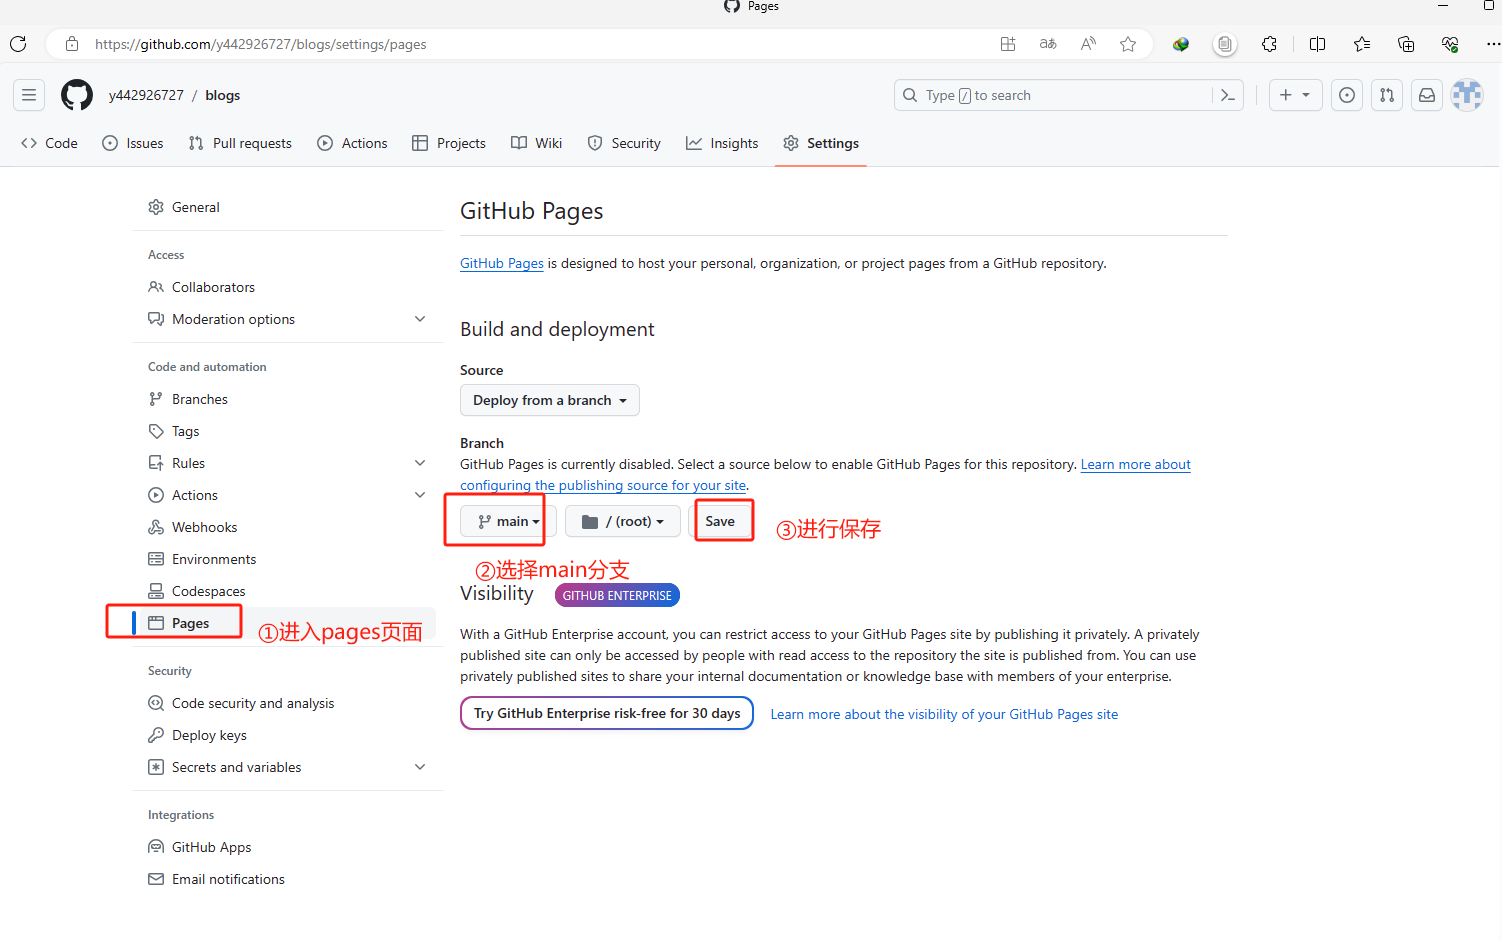 Pages
https://github.com/y442926727/blogs/settings/pages
y442926727 / blogs
Type / to search
Code
Issues
Pull requests
Actions
Projects
Wiki
Security
Insights
Settings
General
Access
Collaborators
Moderation options
Code and automation
Branches
Tags
Rules
Actions
Webhooks
Environments
Codespaces
Pages
①进入pages页面
Security
Code security and analysis
Deploy keys
Secrets and variables
Integrations
GitHub Apps
Email notifications
GitHub Pages
GitHub Pages is designed to host your personal, organization, or project pages from a GitHub repository.
Build and deployment
Source
Deploy from a branch
Branch
GitHub Pages is currently disabled. Select a source below to enable GitHub Pages for this repository. Learn more about
configuring the publishing source for your site.
main
/ (root)
Save
③进行保存
②选择main分支
Visibility
GITHUB ENTERPRISE
With a GitHub Enterprise account, you can restrict access to your GitHub Pages site by publishing it privately. A privately
published site can only be accessed by people with read access to the repository the site is published from. You can use
privately published sites to share your internal documentation or knowledge base with members of your enterprise.
Try GitHub Enterprise risk-free for 30 days
Learn more about the visibility of your GitHub Pages site